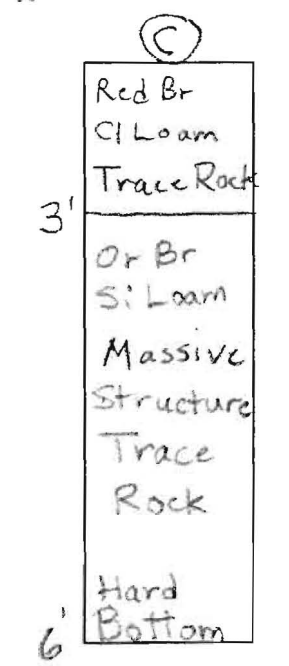 C
Red Br
Cl Loam
Trace Rock
3'
Or Br
Si Loam
Massive
Structure
Trace
Rock
Hard
Bottom
6'